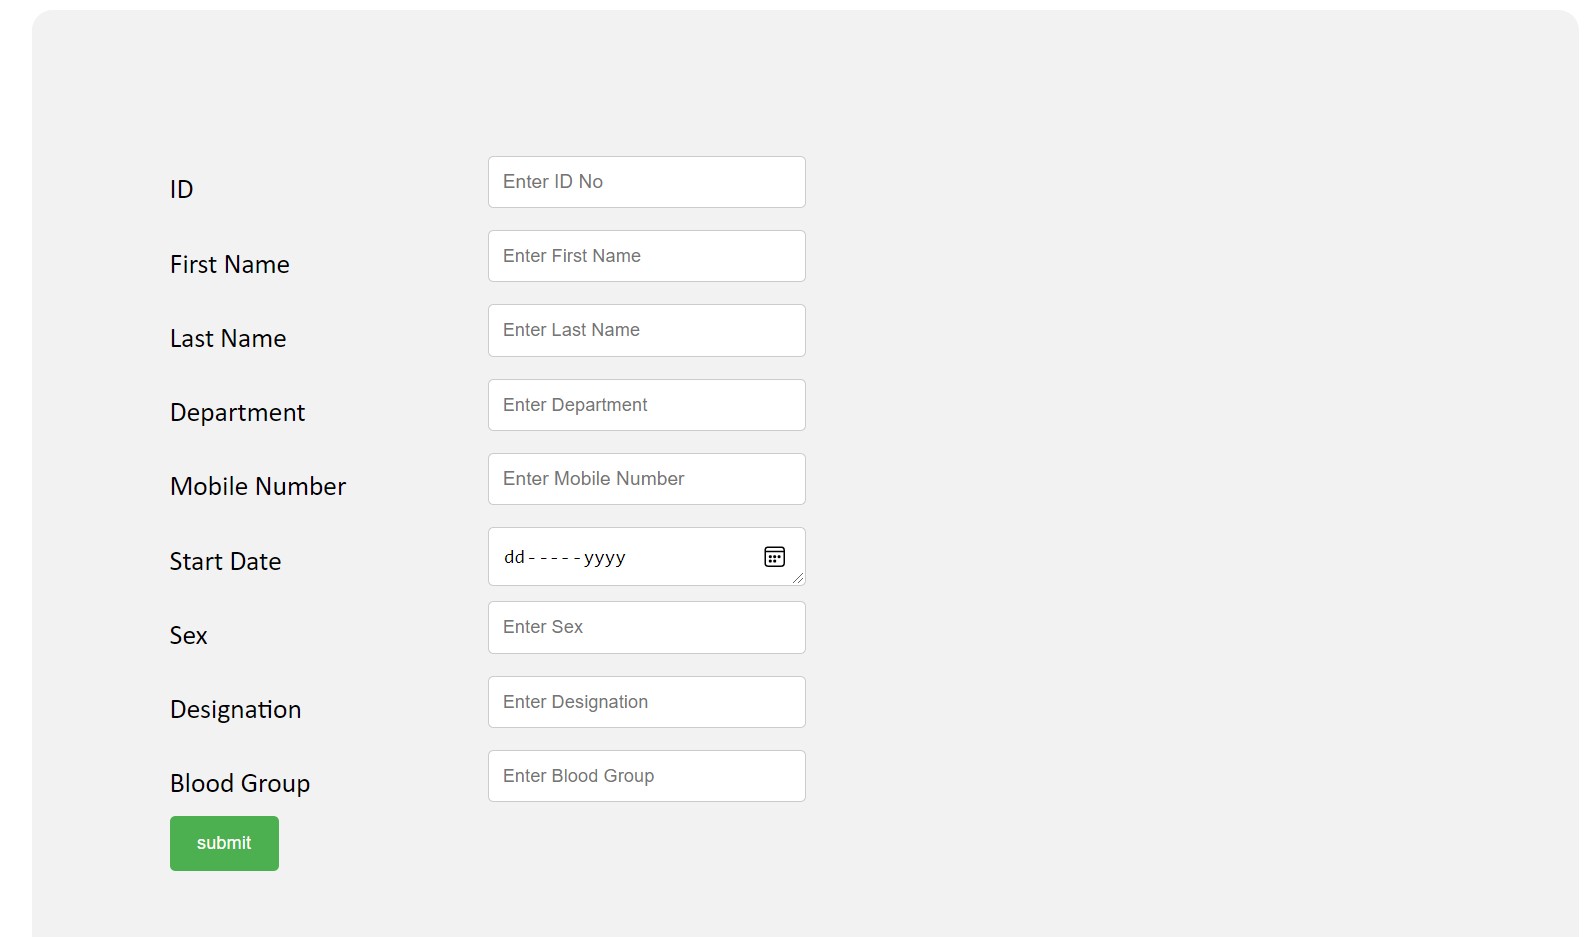 ID
Enter ID No
First Name
Enter First Name
Last Name
Enter Last Name
Department
Enter Department
Mobile Number
Enter Mobile Number
Start Date
dd-----yyyy
Sex
Enter Sex
Designation
Enter Designation
Blood Group
Enter Blood Group
submit